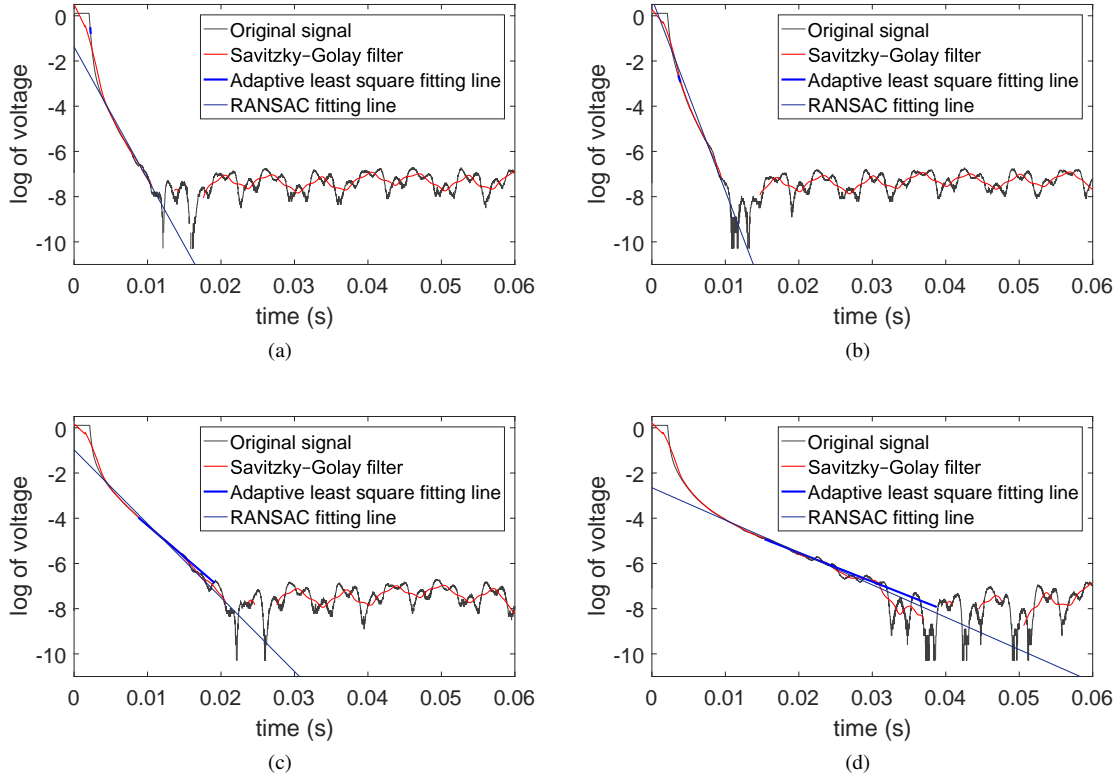 0
-2
-4
-6
-8
-10
log of voltage
Original signal
Savitzky−Golay filter
Adaptive least square fitting line
RANSAC fitting line
0 0.01 0.02 0.03 0.04 0.05 0.06
time (s)
(a)
0
-2
-4
-6
-8
-10
log of voltage
Original signal
Savitzky−Golay filter
Adaptive least square fitting line
RANSAC fitting line
0 0.01 0.02 0.03 0.04 0.05 0.06
time (s)
(b)
0
-2
-4
-6
-8
-10
log of voltage
Original signal
Savitzky−Golay filter
Adaptive least square fitting line
RANSAC fitting line
0 0.01 0.02 0.03 0.04 0.05 0.06
time (s)
(c)
0
-2
-4
-6
-8
-10
log of voltage
Original signal
Savitzky−Golay filter
Adaptive least square fitting line
RANSAC fitting line
0 0.01 0.02 0.03 0.04 0.05 0.06
time (s)
(d)